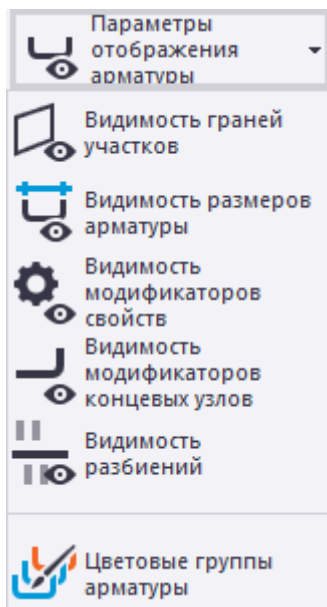 Параметры
отображения
арматуры
Видимость граней
участков
Видимость размеров
арматуры
Видимость
модификаторов
свойств
Видимость
модификаторов
концевых узлов
Видимость
разбиений
Цветовые группы
арматуры